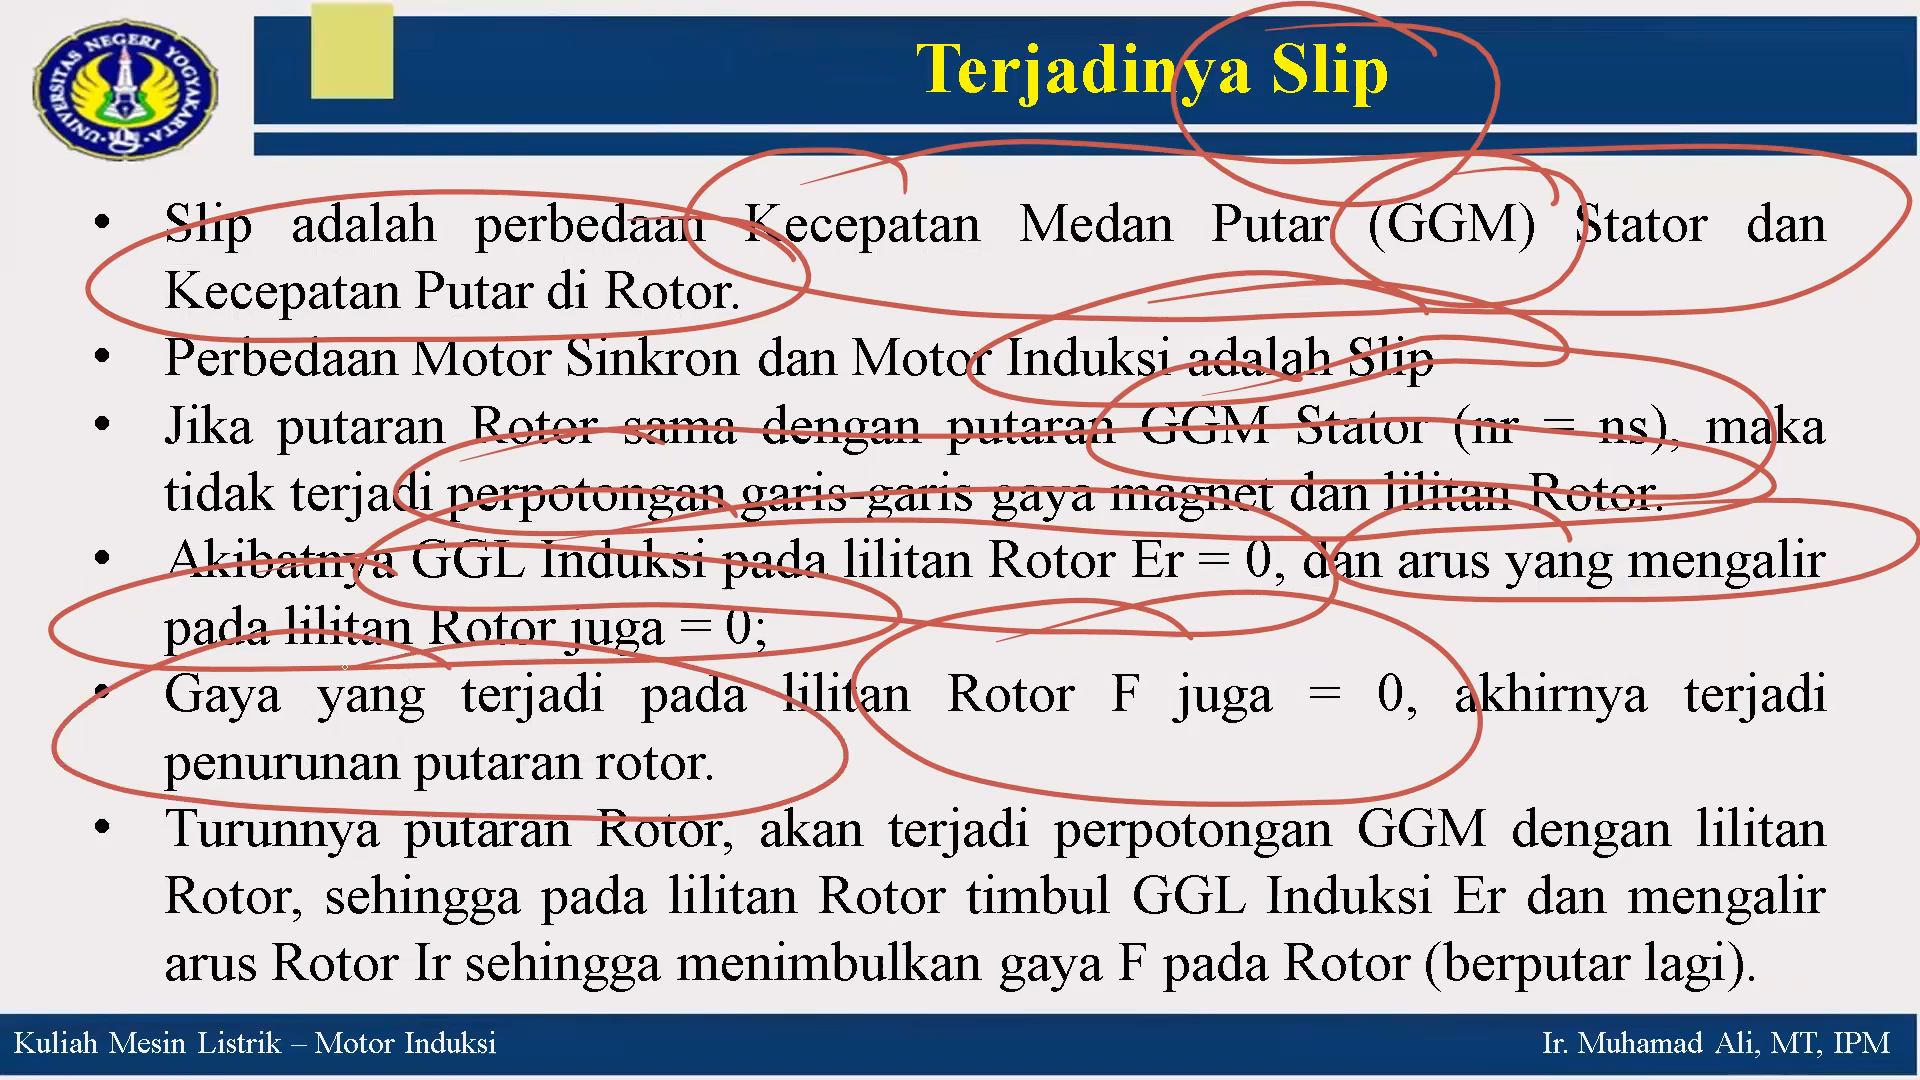 UNIVERSITAS NEGERI YOGYAKARTA
Terjadinya Slip
• Slip adalah perbedaan Kecepatan Medan Putar (GGM) Stator dan
Kecepatan Putar di Rotor.
• Perbedaan Motor Sinkron dan Motor Induksi adalah Slip
• Jika putaran Rotor sama dengan putaran GGM Stator (nr = ns), maka
tidak terjadi perpotongan garis-garis gaya magnet dan lilitan Rotor.
• Akibatnya GGL Induksi pada lilitan Rotor Er = 0, dan arus yang mengalir
pada lilitan Rotor juga = 0;
• Gaya yang terjadi pada lilitan Rotor F juga = 0, akhirnya terjadi
penurunan putaran rotor.
• Turunnya putaran Rotor, akan terjadi perpotongan GGM dengan lilitan
Rotor, sehingga pada lilitan Rotor timbul GGL Induksi Er dan mengalir
arus Rotor Ir sehingga menimbulkan gaya F pada Rotor (berputar lagi).
Kuliah Mesin Listrik – Motor Induksi
Ir. Muhamad Ali, MT, IPM